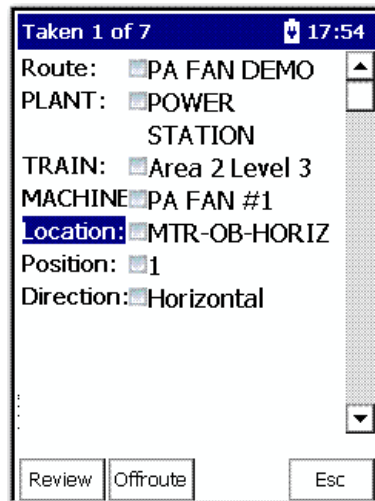 Taken 1 of 7 17:54
Route: PA FAN DEMO
PLANT: POWER
STATION
TRAIN: Area 2 Level 3
MACHINE PA FAN #1
Location: MTR-OB-HORIZ
Position: 1
Direction: Horizontal
Review Offroute Esc